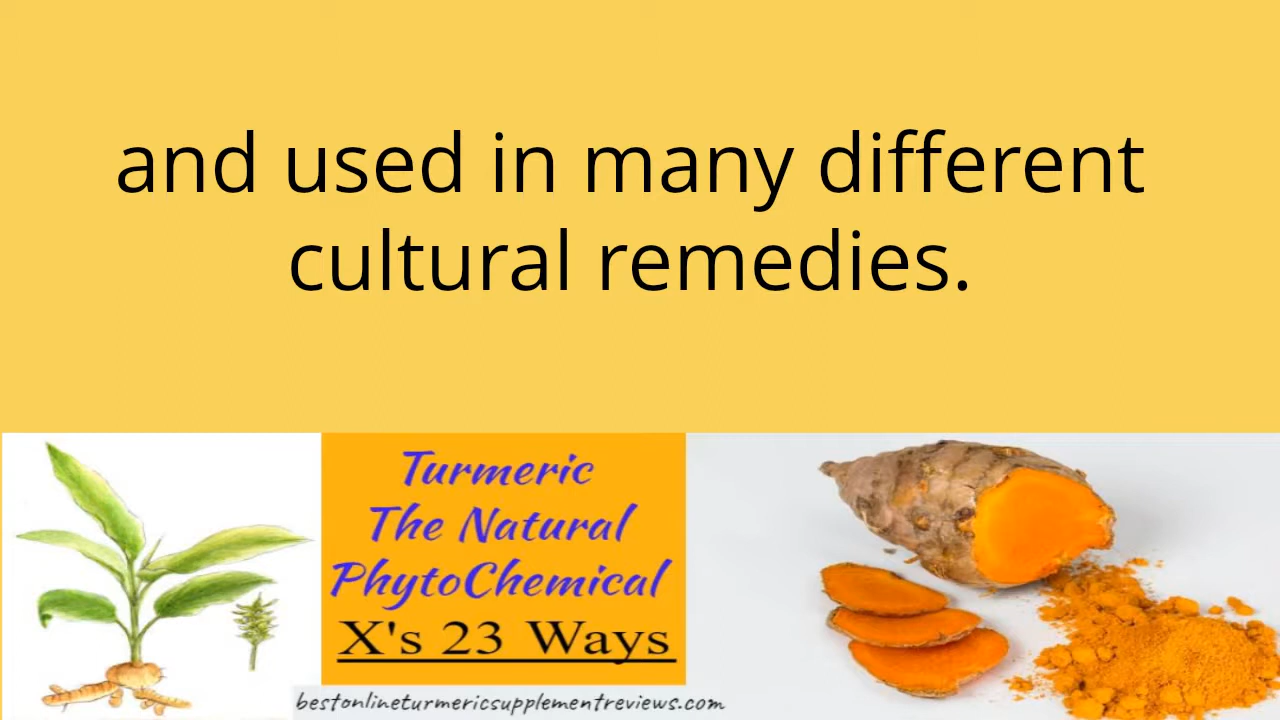 and used in many different
cultural remedies.
Turmeric
The Natural
PhytoChemical
X's 23 Ways
bestonlineturmericsupplementreviews.com